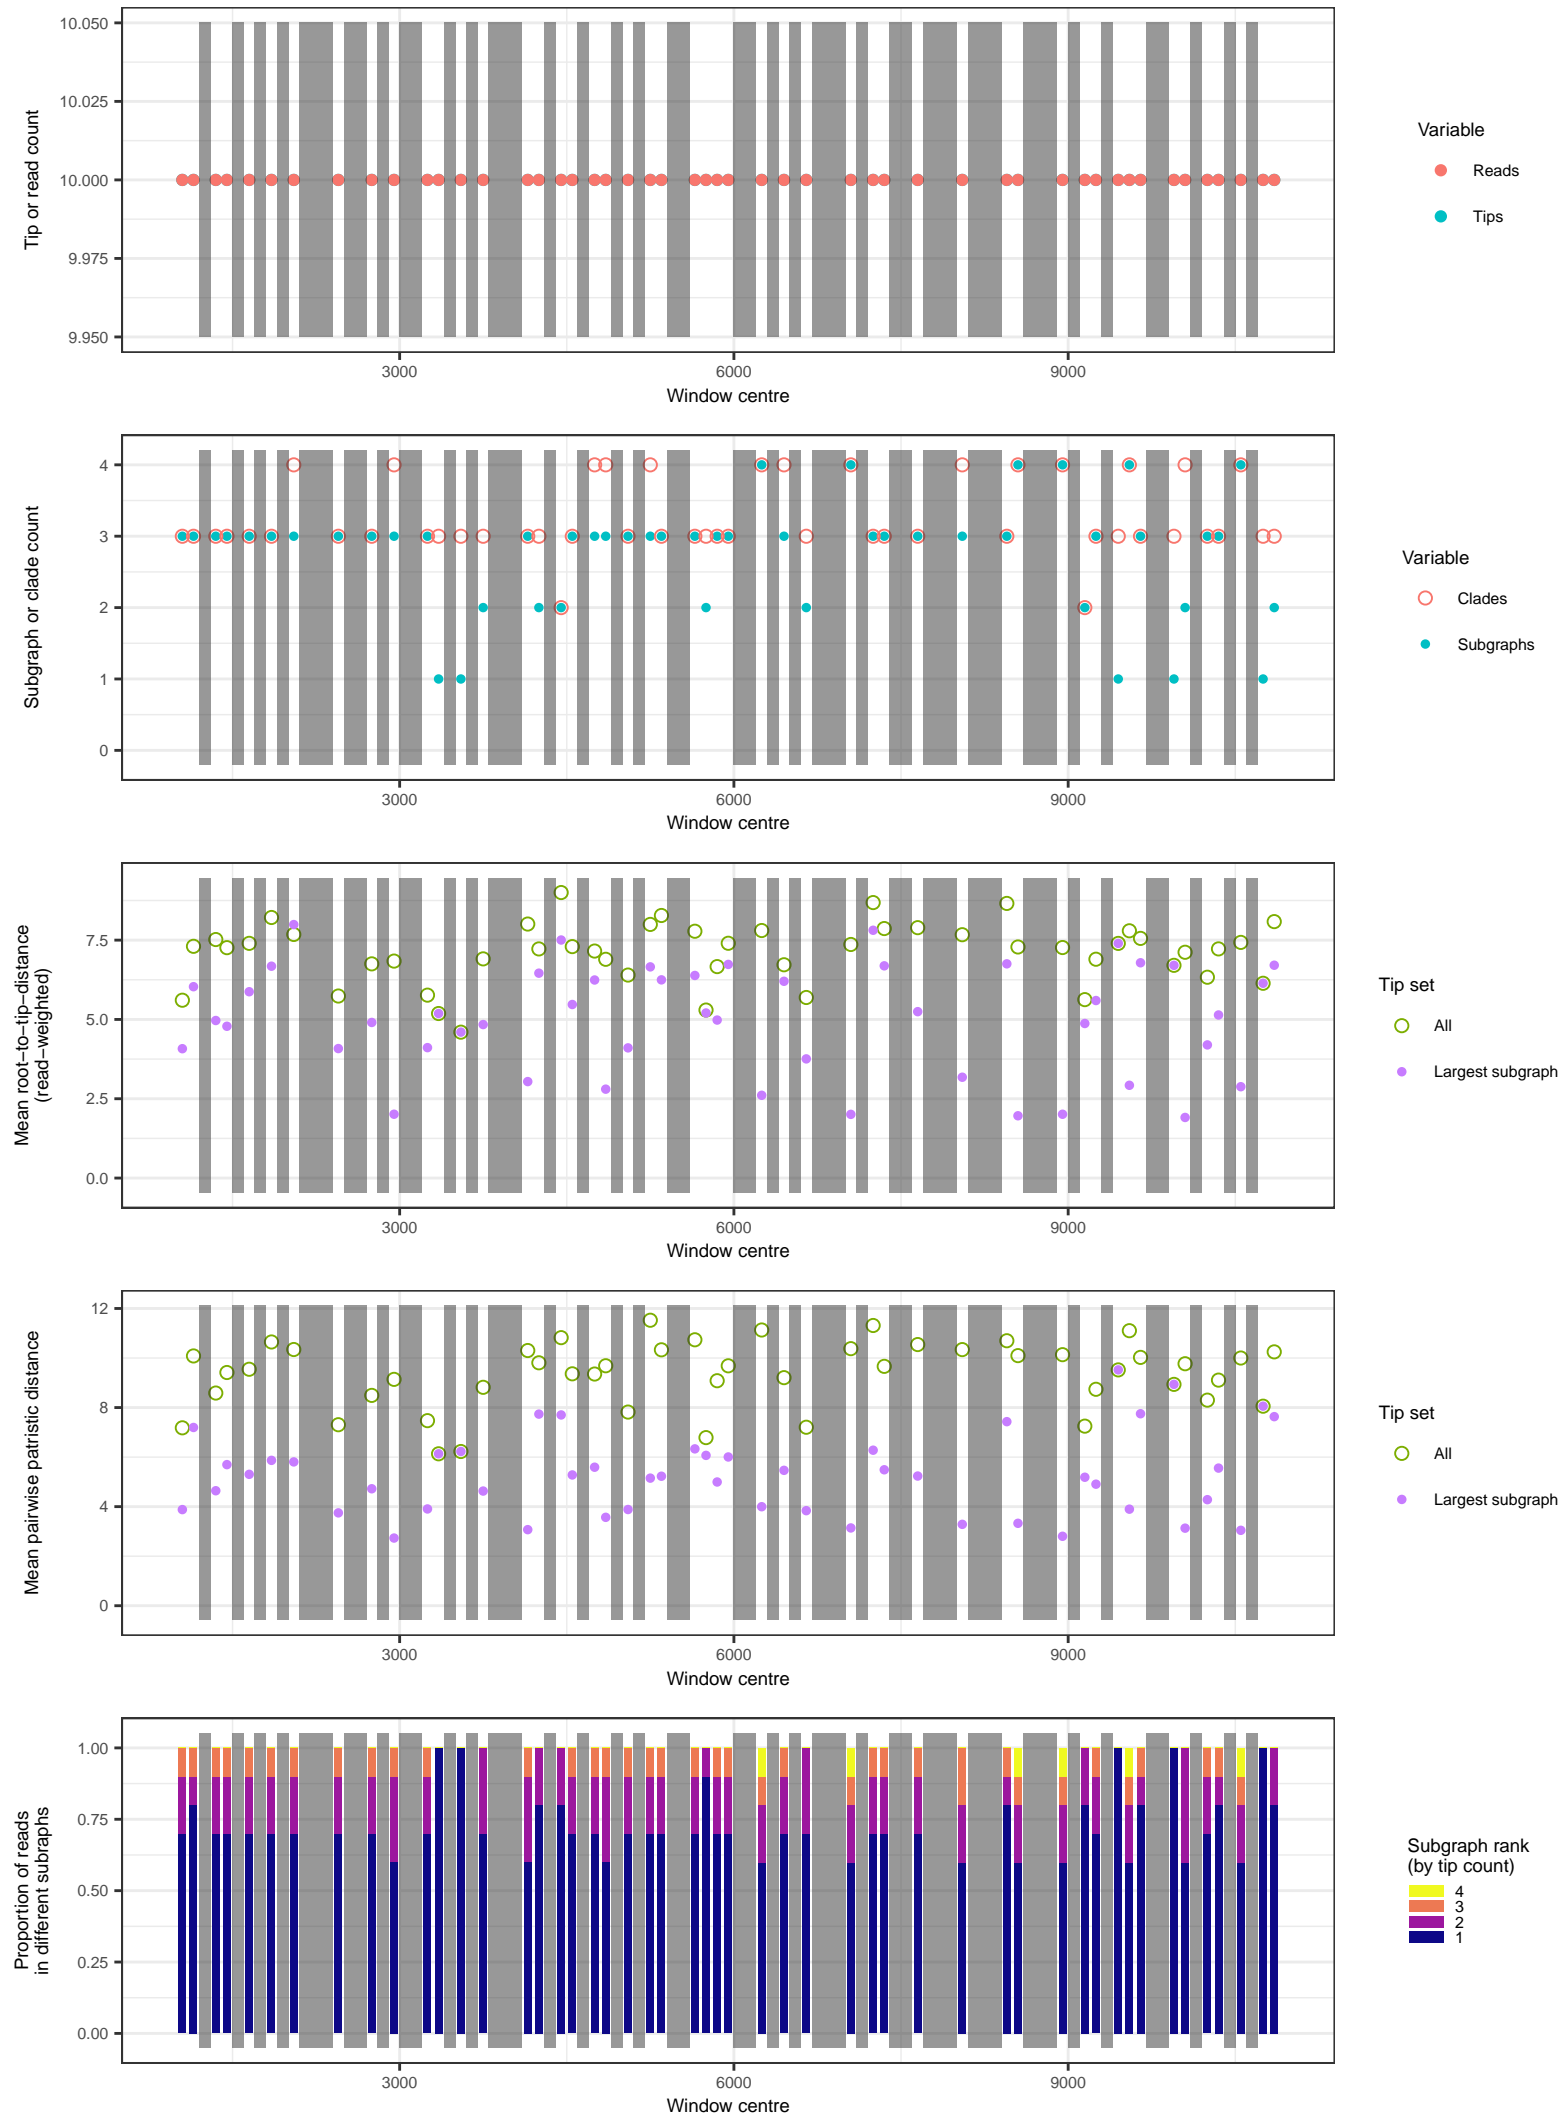 10.050
10.025
10.000
9.975
9.950
Tip or read count
3000
6000
9000
Window centre
Variable
Reads
Tips
4
3
2
1
0
Subgraph or clade count
3000
6000
9000
Window centre
Variable
Clades
Subgraphs
7.5
5.0
2.5
0.0
Mean root−to−tip−distance
(read−weighted)
3000
6000
9000
Window centre
Tip set
All
Largest subgraph
12
8
4
0
Mean pairwise patristic distance
3000
6000
9000
Window centre
Tip set
All
Largest subgraph
1.00
0.75
0.50
0.25
0.00
Proportion of reads
in different subraphs
3000
6000
9000
Window centre
Subgraph rank
(by tip count)
4
3
2
1